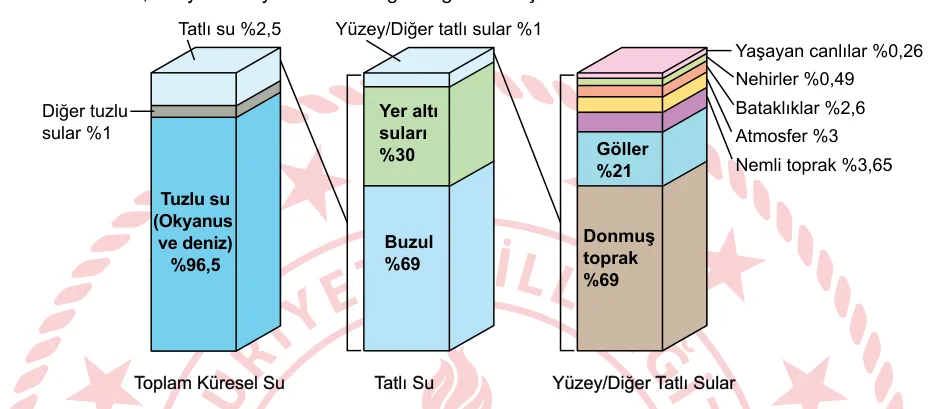 Tatlı su %2,5
Yüzey/Diğer tatlı sular %1
Yaşayan canlılar %0,26
Nehirler %0,49
Bataklıklar %2,6
Atmosfer %3
Nemli toprak %3,65
Diğer tuzlu
sular %1
Yer altı
suları
%30
Göller
%21
Tuzlu su
(Okyanus
ve deniz)
%96,5
Buzul
%69
Donmuş
toprak
%69
Toplam Küresel Su
Tatlı Su
Yüzey/Diğer Tatlı Sular